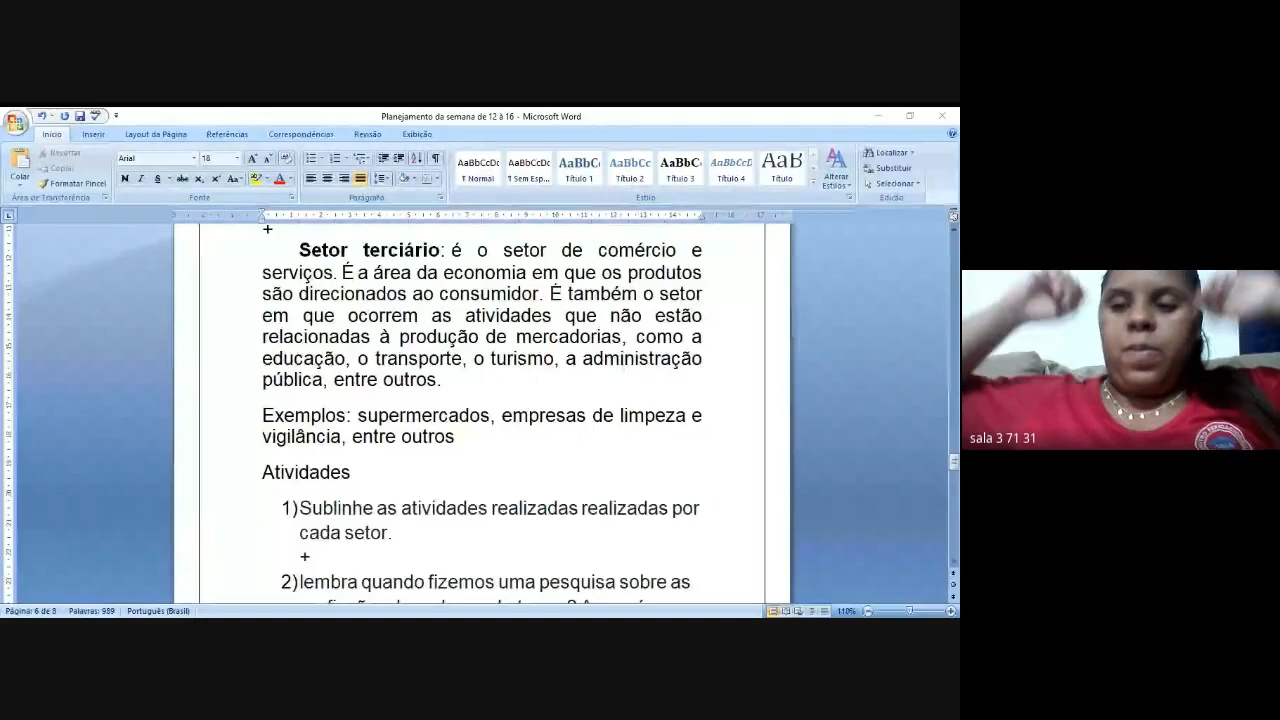 Planejamento da semana de 12 à 16 - Microsoft Word
Início Inserir Layout da Página Referências Correspondências Revisão Exibição
Colar
Recortar
Copiar
Formatar Pincel
Área de Transferência
Arial 18
N I S abc x₂ x² Aa
Fonte
Parágrafo
AaBbCcDc AaBbCcDc AaBbC AaBbCc AaBbC AaBbCcD AaB
¶ Normal ¶ Sem Esp... Título 1 Título 2 Título 3 Título 4 Título
Alterar Estilos
Estilo
Localizar
Substituir
Selecionar
Edição
+
Setor terciário: é o setor de comércio e
serviços. É a área da economia em que os produtos
são direcionados ao consumidor. É também o setor
em que ocorrem as atividades que não estão
relacionadas à produção de mercadorias, como a
educação, o transporte, o turismo, a administração
pública, entre outros.
Exemplos: supermercados, empresas de limpeza e
vigilância, entre outros
Atividades
1) Sublinhe as atividades realizadas realizadas por
cada setor.
+
2) lembra quando fizemos uma pesquisa sobre as
Página: 6 de 8 Palavras: 989 Português (Brasil) 110%
sala 3 71 31